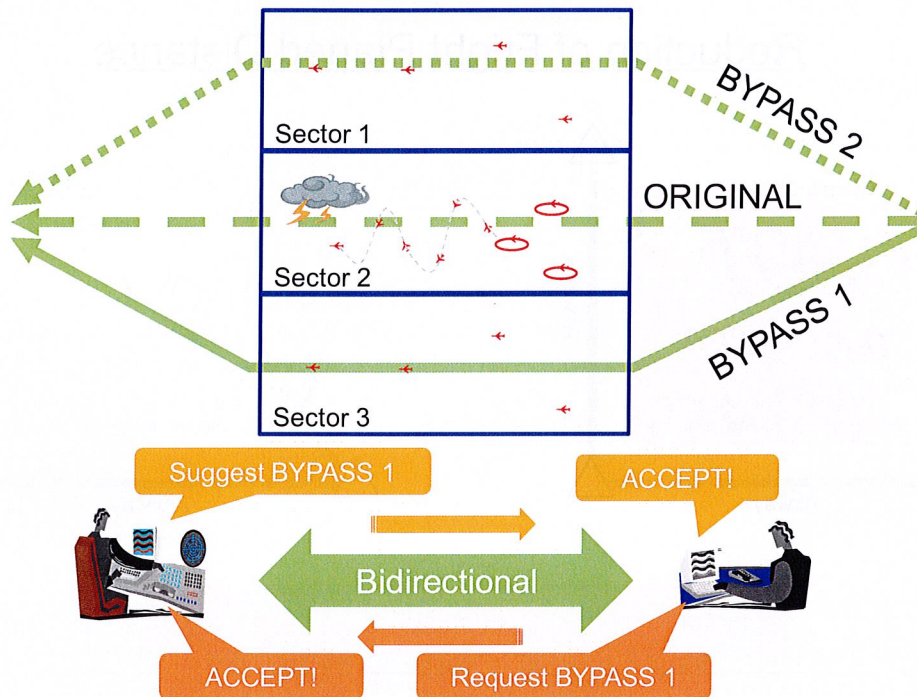 BYPASS 2
Sector 1
ORIGINAL
Sector 2
BYPASS 1
Sector 3
Suggest BYPASS 1
ACCEPT!
Bidirectional
ACCEPT!
Request BYPASS 1